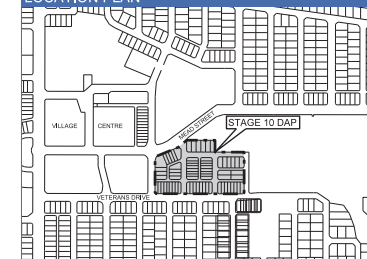 LOCATION PLAN
MEAD STREET
STAGE 10 DAP
VILLAGE
CENTRE
VETERANS DRIVE